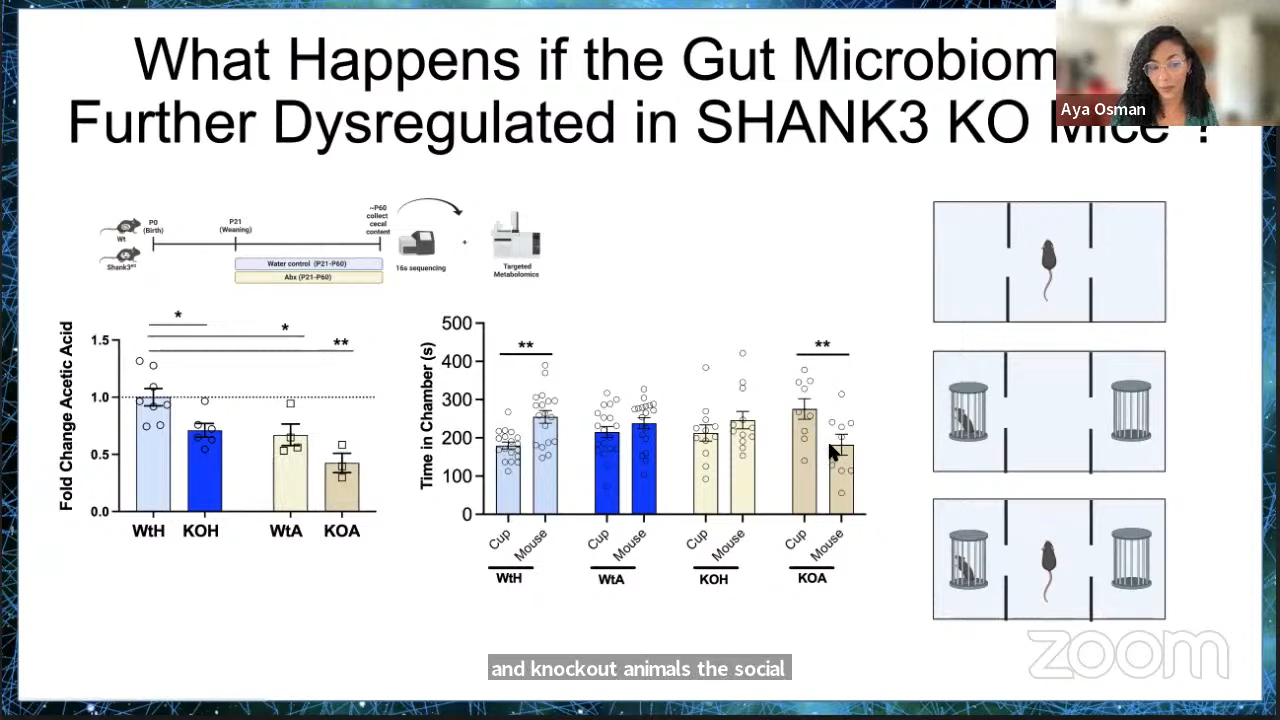 What Happens if the Gut Microbiom
Further Dysregulated in SHANK3 KO Mice ?
Aya Osman
P0
(Birth)
P21
(Weaning)
~P60
collect
cecal
content
Wt
Water control (P21-P60)
Abx (P21-P60)
16s sequencing
+
Targeted
Metabolomics
Fold Change Acetic Acid
1.5
1.0
0.5
0.0
*
*
**
WtH KOH WtA KOA
Time in Chamber (s)
500
400
300
200
100
0
**
**
Cup Mouse Cup Mouse Cup Mouse Cup Mouse
WtH WtA KOH KOA
zoom
and knockout animals the social